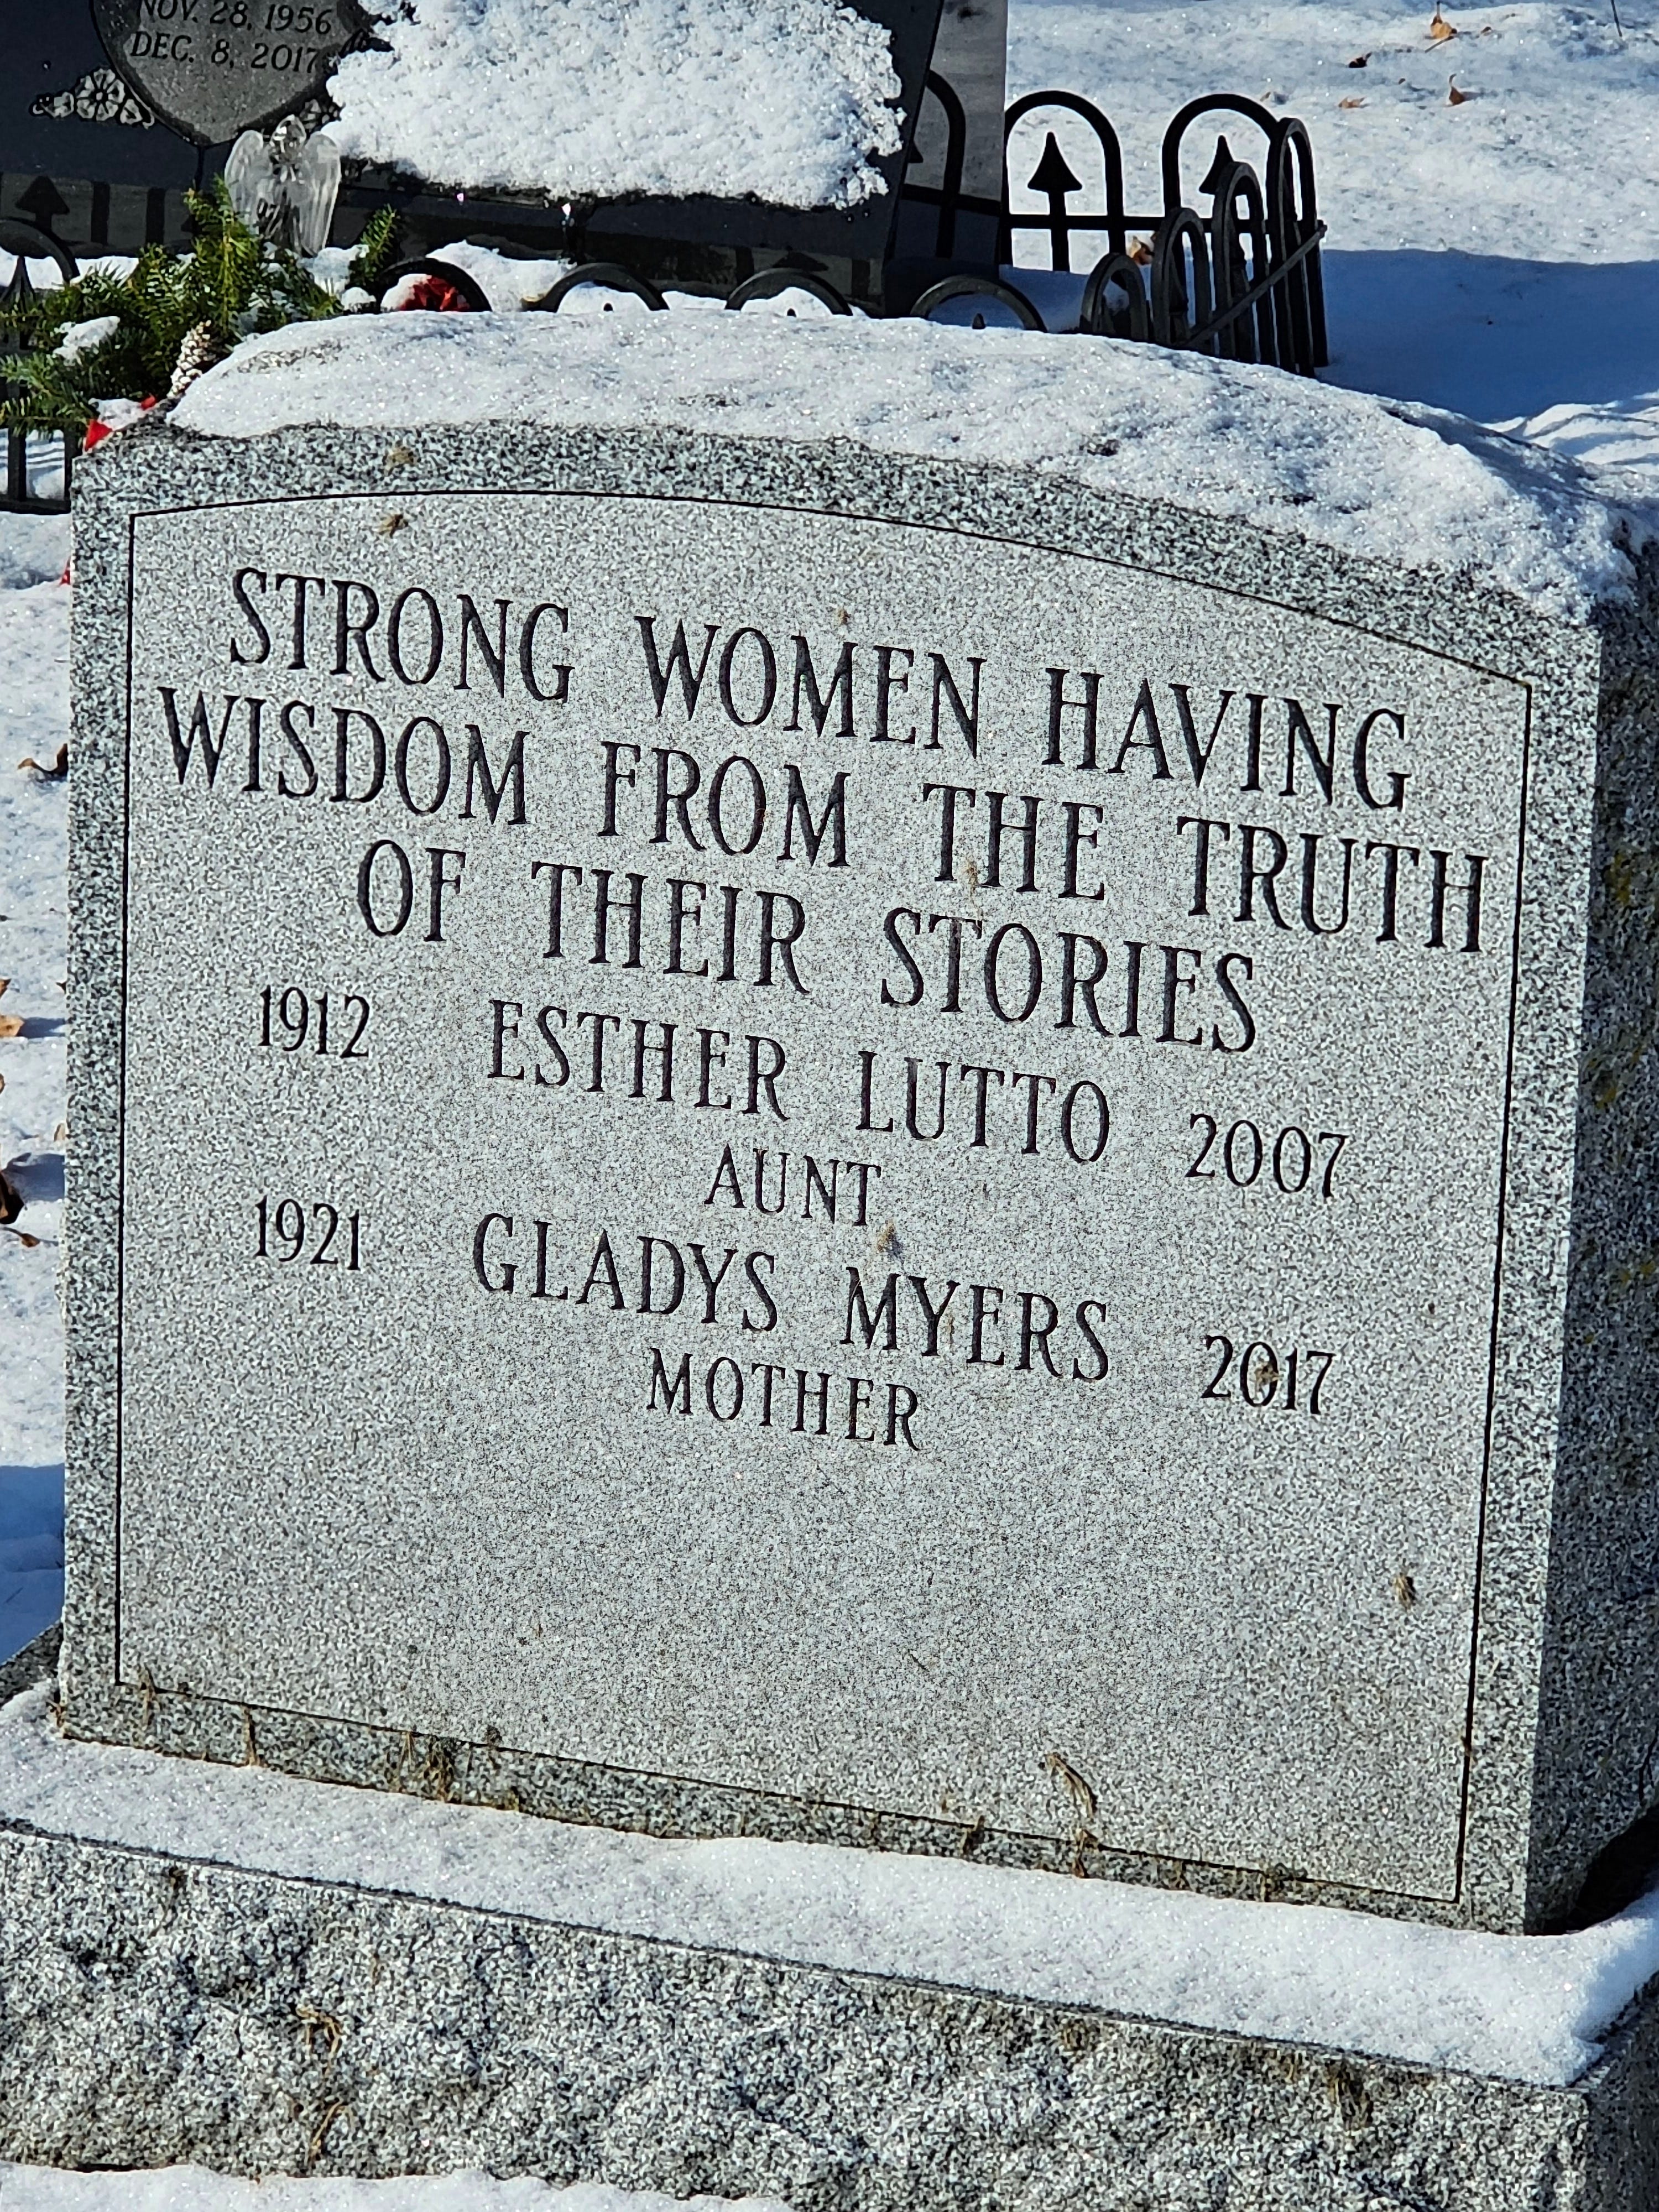 NOV. 28, 1956
DEC. 8, 2017
STRONG WOMEN HAVING
WISDOM FROM THE TRUTH
OF THEIR STORIES
1912 ESTHER LUTTO 2007
AUNT
1921 GLADYS MYERS 2017
MOTHER